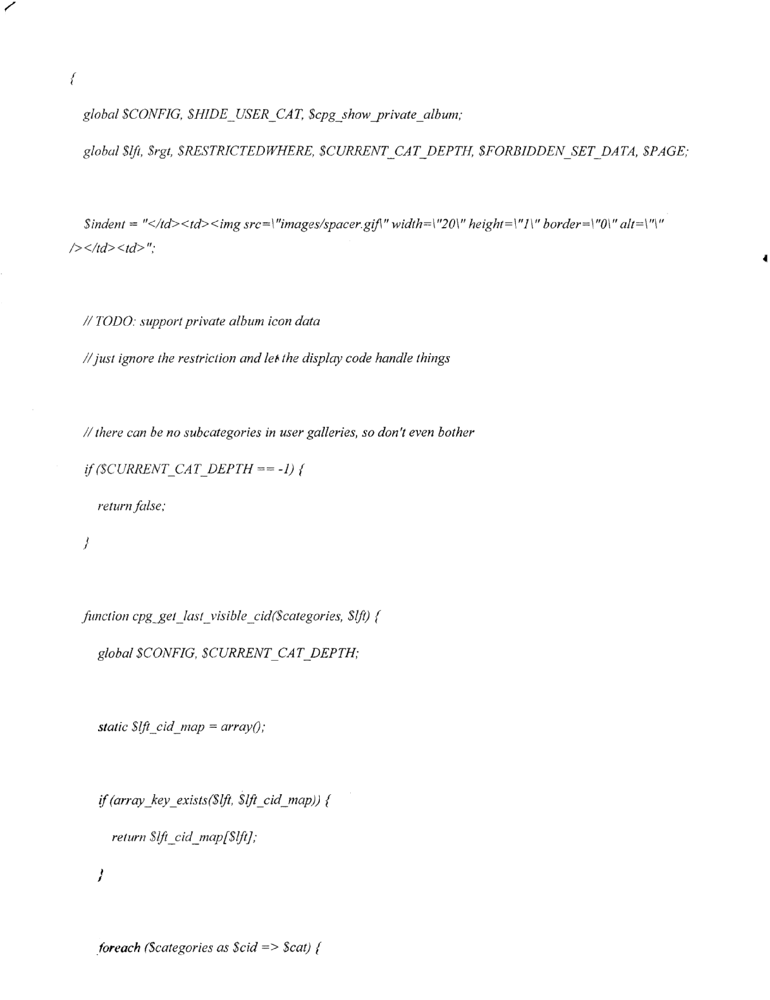 {
global $CONFIG, $HIDE_USER_CAT, $cpg_show_private_album;
global $lft, $rgt, $RESTRICTEDWHERE, $CURRENT_CAT_DEPTH, $FORBIDDEN_SET_DATA, $PAGE;
$indent = "</td><td><img src=\"images/spacer.gif\" width=\"20\" height=\"1\" border=\"0\" alt=\"\"
/></td><td>";
// TODO: support private album icon data
// just ignore the restriction and let the display code handle things
// there can be no subcategories in user galleries, so don't even bother
if ($CURRENT_CAT_DEPTH == -1) {
return false;
}
function cpg_get_last_visible_cid($categories, $lft) {
global $CONFIG, $CURRENT_CAT_DEPTH;
static $lft_cid_map = array();
if (array_key_exists($lft, $lft_cid_map)) {
return $lft_cid_map[$lft];
}
foreach ($categories as $cid => $cat) {